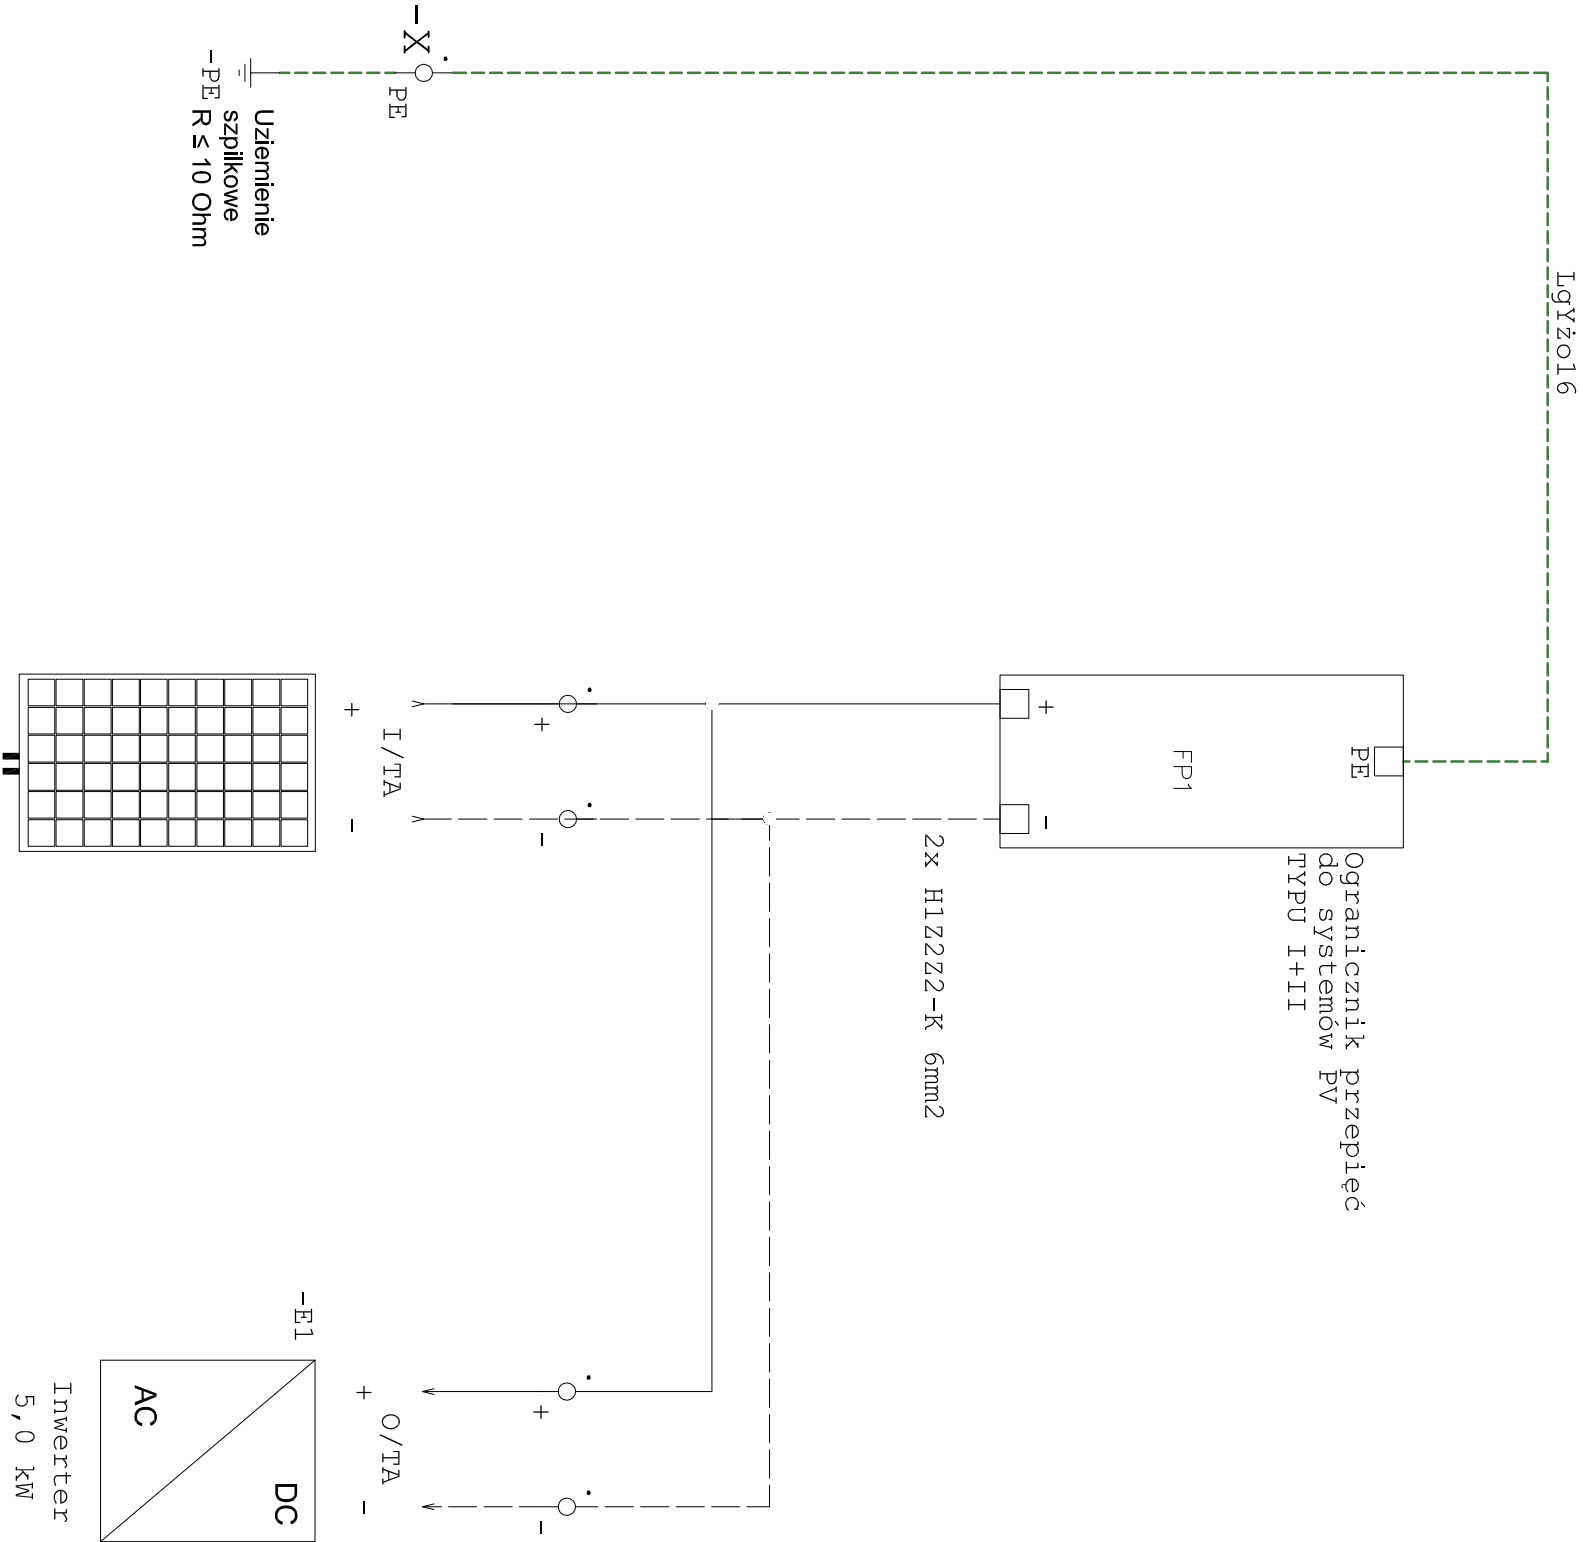 LgYżo16
-X
PE
-PE
Uziemienie
szpilkowe
R ≤ 10 Ohm
PE
FP1
+
-
Ogranicznik przepięć
do systemów PV
TYPU I+II
2x H1Z2Z2-K 6mm2
+
-
I/TA
+
-
+
-
O/TA
+
-
-E1
DC
AC
Inwerter
5,0 kW